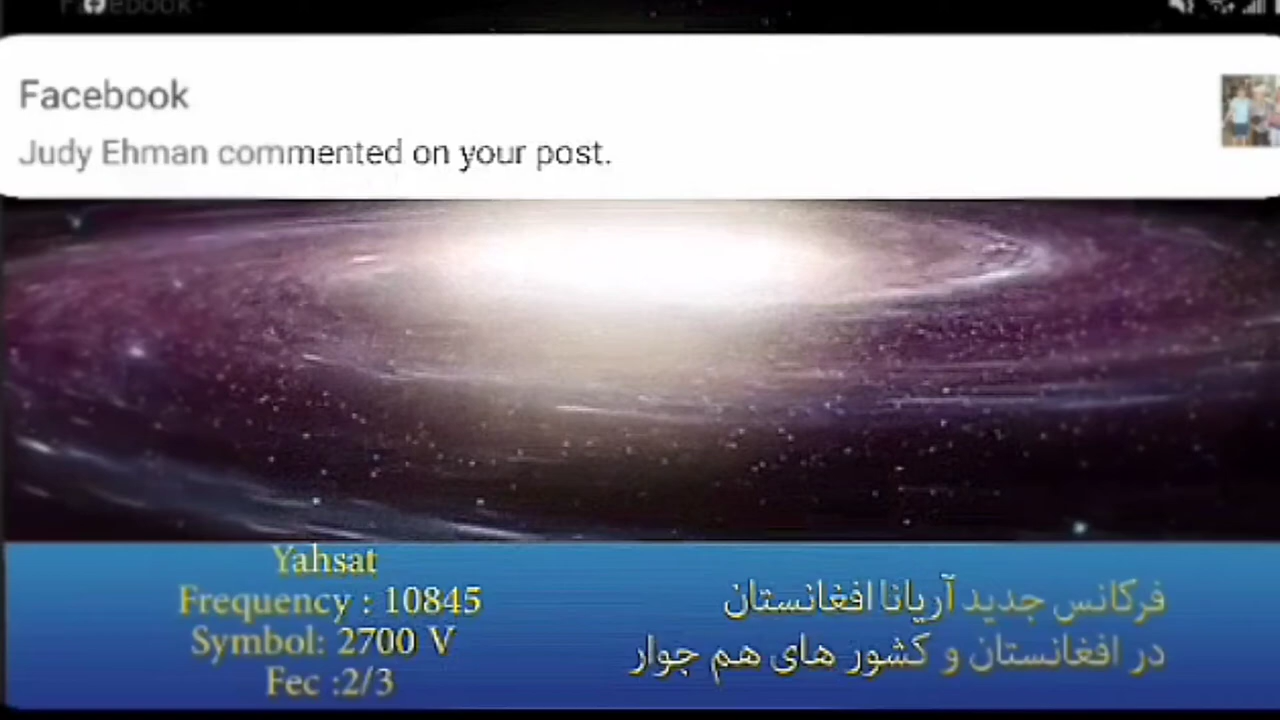 Facebook
Facebook
Judy Ehman commented on your post.
Yahsat
Frequency : 10845
Symbol: 2700 V
Fec :2/3
فرکانس جدید آریانا افغانستان
در افغانستان و کشور های هم جوار